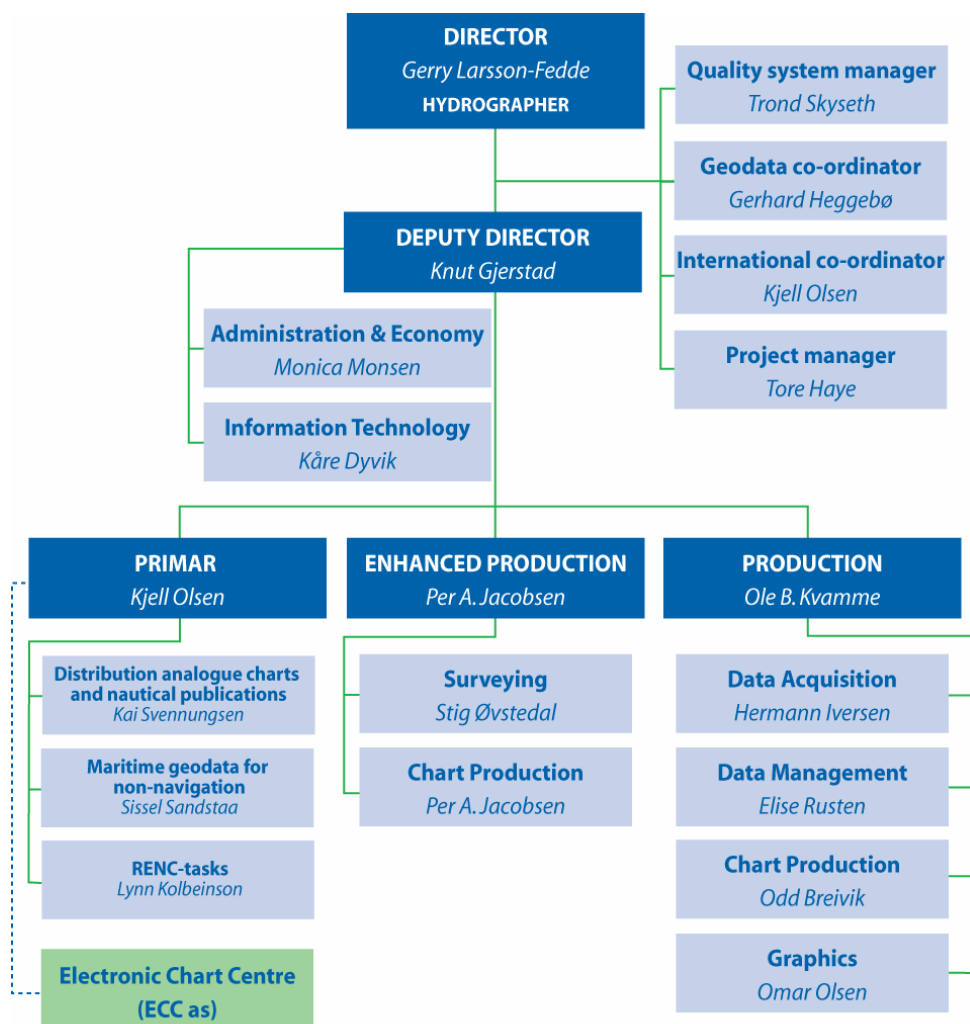 DIRECTOR
Gerry Larsson-Fedde
HYDROGRAPHER
Quality system manager
Trond Skyseth
Geodata co-ordinator
Gerhard Heggebø
International co-ordinator
Kjell Olsen
Project manager
Tore Haye
DEPUTY DIRECTOR
Knut Gjerstad
Administration & Economy
Monica Monsen
Information Technology
Kåre Dyvik
PRIMAR
Kjell Olsen
Distribution analogue charts
and nautical publications
Kai Svennungsen
Maritime geodata for
non-navigation
Sissel Sandstaa
RENC-tasks
Lynn Kolbeinson
Electronic Chart Centre
(ECC as)
ENHANCED PRODUCTION
Per A. Jacobsen
Surveying
Stig Øvstedal
Chart Production
Per A. Jacobsen
PRODUCTION
Ole B. Kvamme
Data Acquisition
Hermann Iversen
Data Management
Elise Rusten
Chart Production
Odd Breivik
Graphics
Omar Olsen